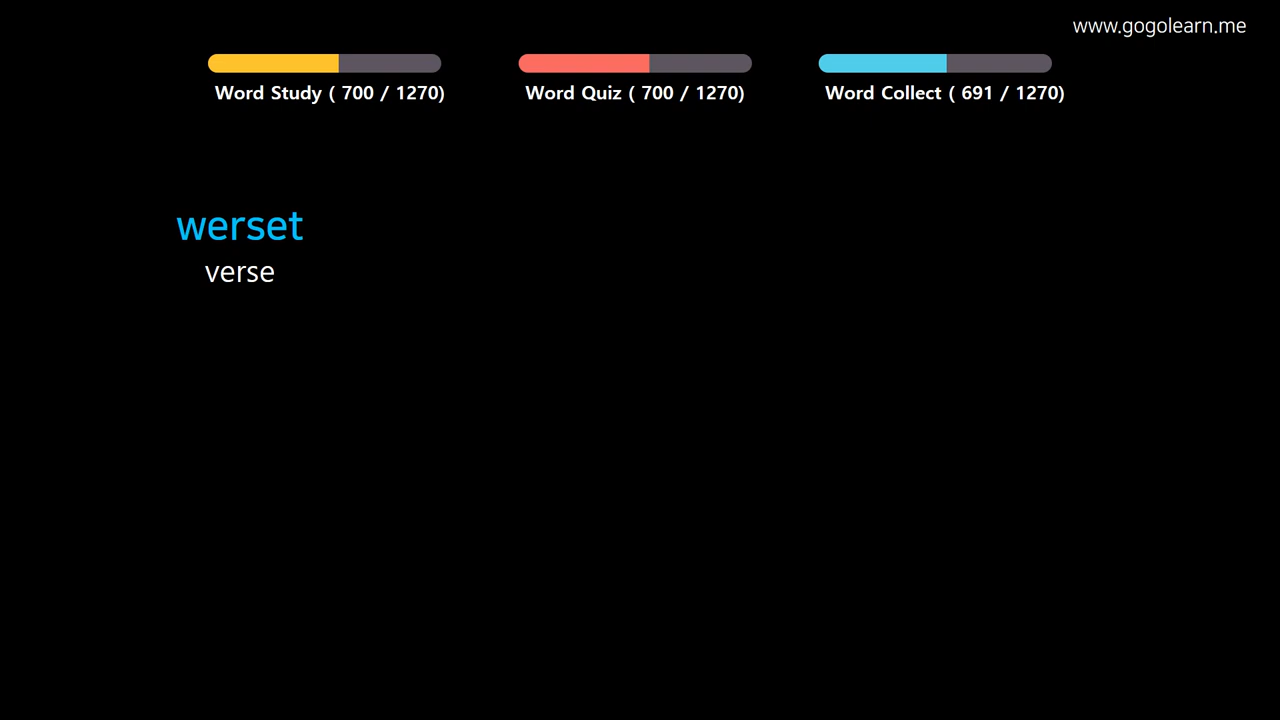 www.gogolearn.me
Word Study ( 700 / 1270)
Word Quiz ( 700 / 1270)
Word Collect ( 691 / 1270)
werset
verse